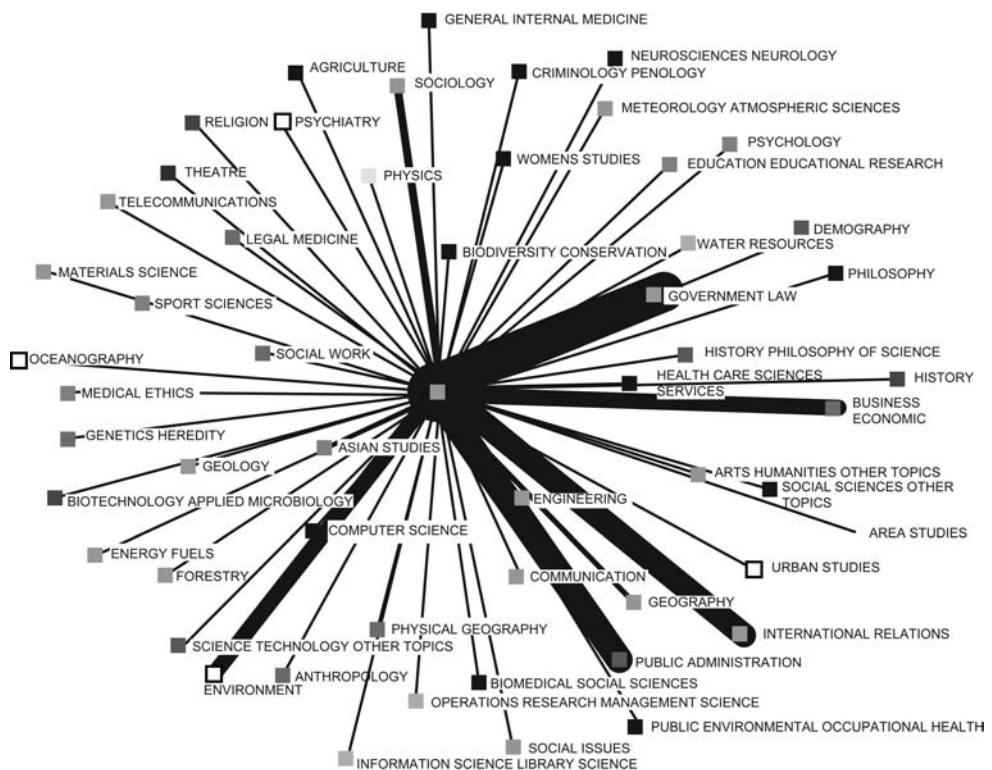 GENERAL INTERNAL MEDICINE
NEUROSCIENCES NEUROLOGY
AGRICULTURE
CRIMINOLOGY PENOLOGY
SOCIOLOGY
METEOROLOGY ATMOSPHERIC SCIENCES
RELIGION
PSYCHIATRY
PSYCHOLOGY
WOMENS STUDIES
EDUCATION EDUCATIONAL RESEARCH
THEATRE
PHYSICS
TELECOMMUNICATIONS
DEMOGRAPHY
LEGAL MEDICINE
WATER RESOURCES
BIODIVERSITY CONSERVATION
MATERIALS SCIENCE
PHILOSOPHY
SPORT SCIENCES
GOVERNMENT LAW
OCEANOGRAPHY
SOCIAL WORK
HISTORY PHILOSOPHY OF SCIENCE
HEALTH CARE SCIENCES
SERVICES
HISTORY
MEDICAL ETHICS
BUSINESS
ECONOMIC
GENETICS HEREDITY
ASIAN STUDIES
GEOLOGY
ARTS HUMANITIES OTHER TOPICS
SOCIAL SCIENCES OTHER
TOPICS
BIOTECHNOLOGY APPLIED MICROBIOLOGY
ENGINEERING
COMPUTER SCIENCE
AREA STUDIES
ENERGY FUELS
URBAN STUDIES
FORESTRY
COMMUNICATION
GEOGRAPHY
PHYSICAL GEOGRAPHY
INTERNATIONAL RELATIONS
SCIENCE TECHNOLOGY OTHER TOPICS
PUBLIC ADMINISTRATION
ENVIRONMENT
ANTHROPOLOGY
BIOMEDICAL SOCIAL SCIENCES
OPERATIONS RESEARCH MANAGEMENT SCIENCE
PUBLIC ENVIRONMENTAL OCCUPATIONAL HEALTH
SOCIAL ISSUES
INFORMATION SCIENCE LIBRARY SCIENCE